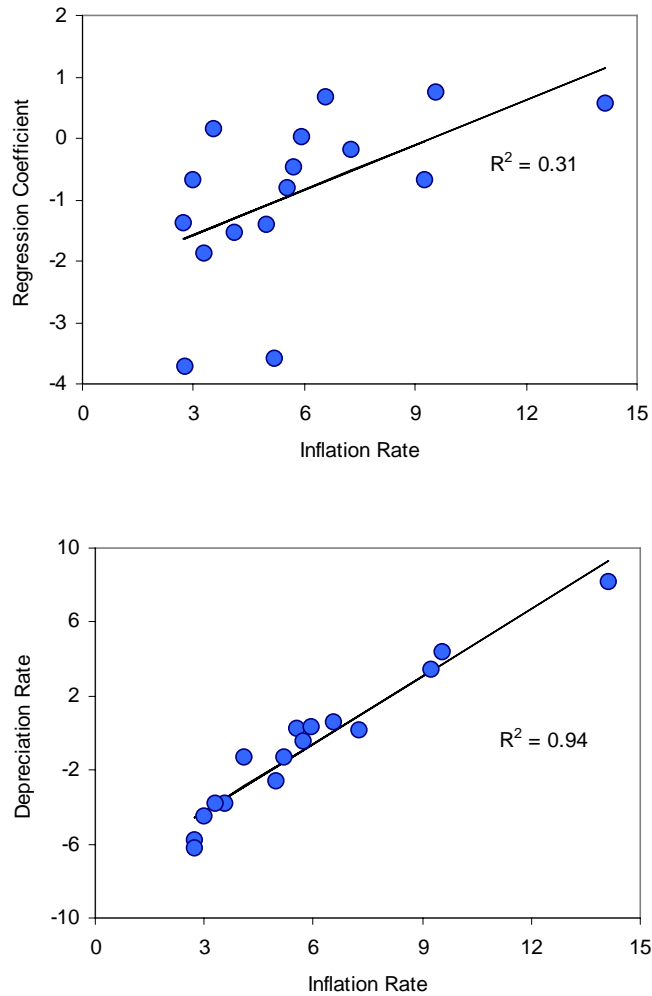 2
1
0
-1
-2
-3
-4
Regression Coefficient
R² = 0.31
0 3 6 9 12 15
Inflation Rate
10
6
2
-2
-6
-10
Depreciation Rate
R² = 0.94
0 3 6 9 12 15
Inflation Rate